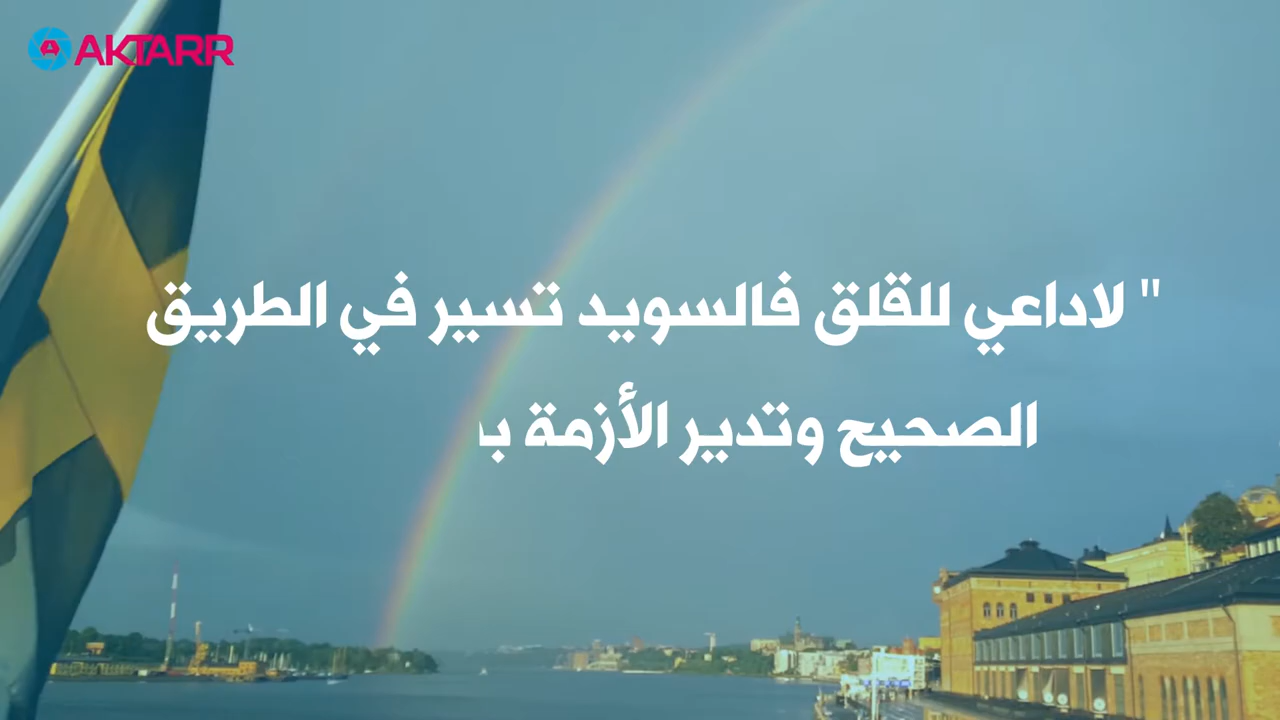 AKTARR
" لاداعي للقلق فالسويد تسير في الطريق
الصحيح وتدير الأزمة